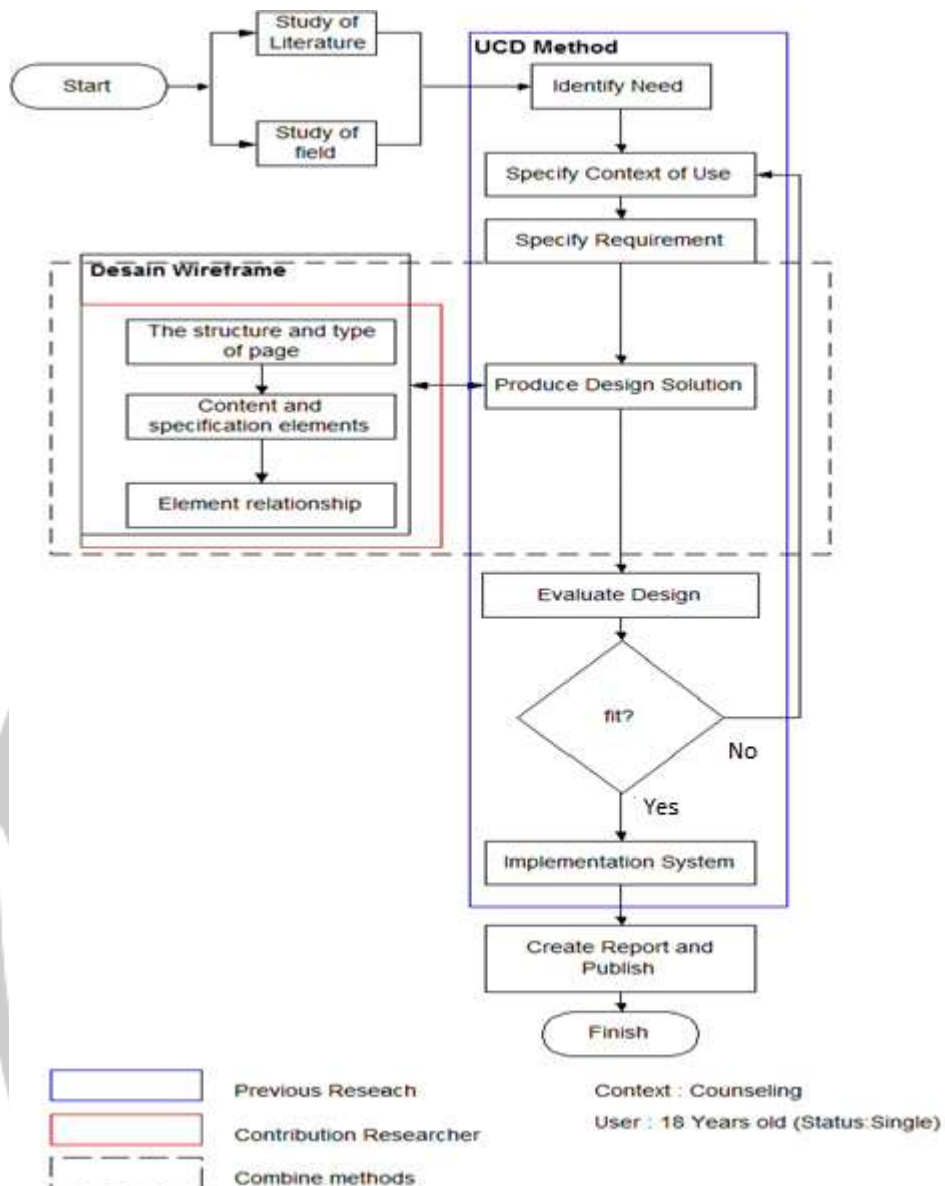 Study of
Literature
Start
Study of
field
UCD Method
Identify Need
Specify Context of Use
Specify Requirement
Desain Wireframe
The structure and type
of page
Content and
specification elements
Element relationship
Produce Design Solution
Evaluate Design
fit?
No
Yes
Implementation System
Create Report and
Publish
Finish
Previous Reseach
Contribution Researcher
Combine methods
Context : Counseling
User : 18 Years old (Status:Single)